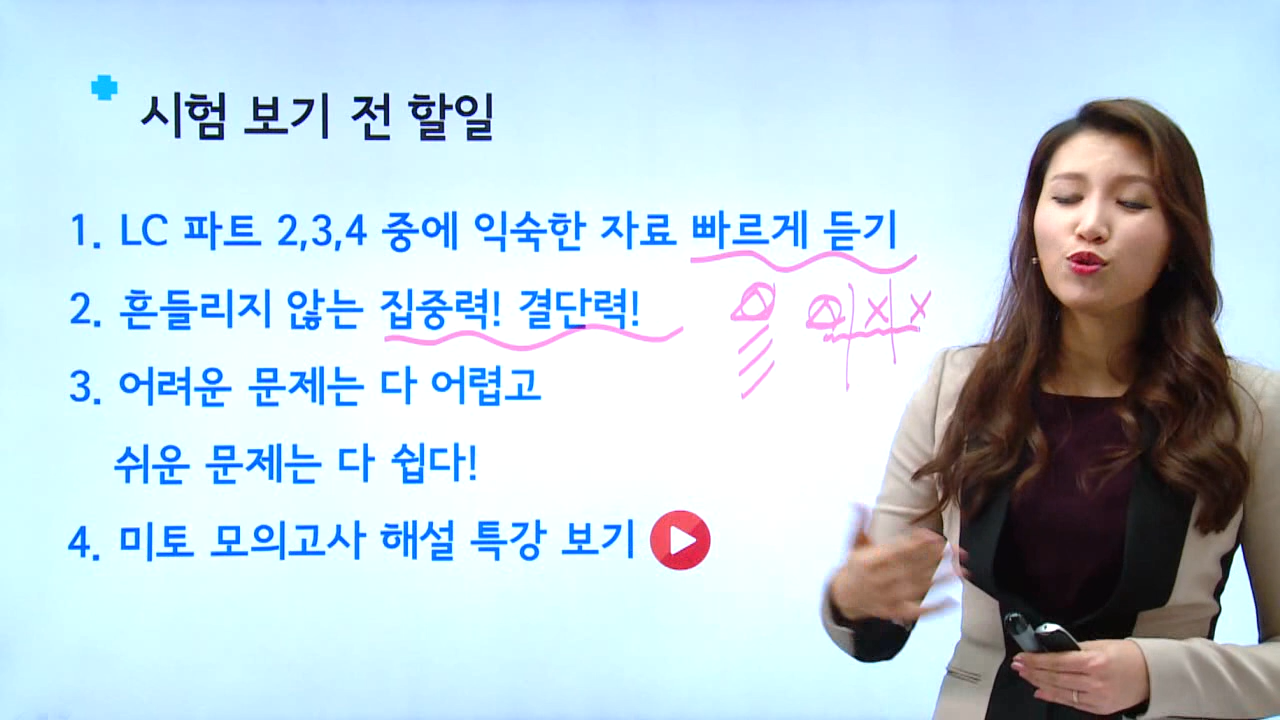 시험 보기 전 할일
1. LC 파트 2,3,4 중에 익숙한 자료 빠르게 듣기
2. 흔들리지 않는 집중력! 결단력!
3. 어려운 문제는 다 어렵고
쉬운 문제는 다 쉽다!
4. 미토 모의고사 해설 특강 보기